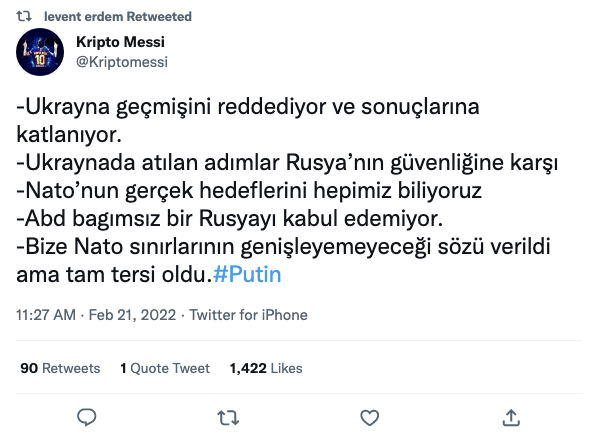 levent erdem Retweeted
Kripto Messi
@Kriptomessi
-Ukrayna geçmişini reddediyor ve sonuçlarına
katlanıyor.
-Ukraynada atılan adımlar Rusya’nın güvenliğine karşı
-Nato’nun gerçek hedeflerini hepimiz biliyoruz
-Abd bagımsız bir Rusyayı kabul edemiyor.
-Bize Nato sınırlarının genişleyemeyeceği sözü verildi
ama tam tersi oldu.#Putin
11:27 AM · Feb 21, 2022 · Twitter for iPhone
90 Retweets 1 Quote Tweet 1,422 Likes